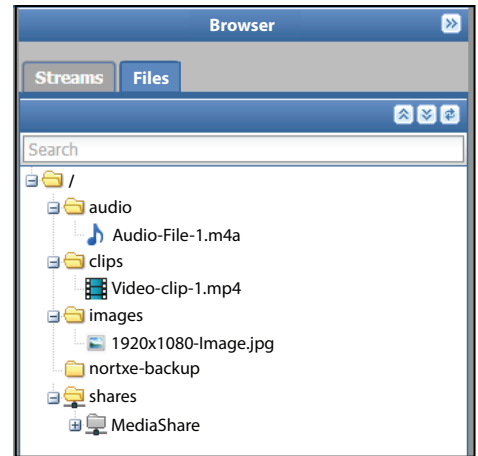 Browser
Streams Files
Search
/
audio
Audio-File-1.m4a
clips
Video-clip-1.mp4
images
1920x1080-Image.jpg
nortxe-backup
shares
MediaShare